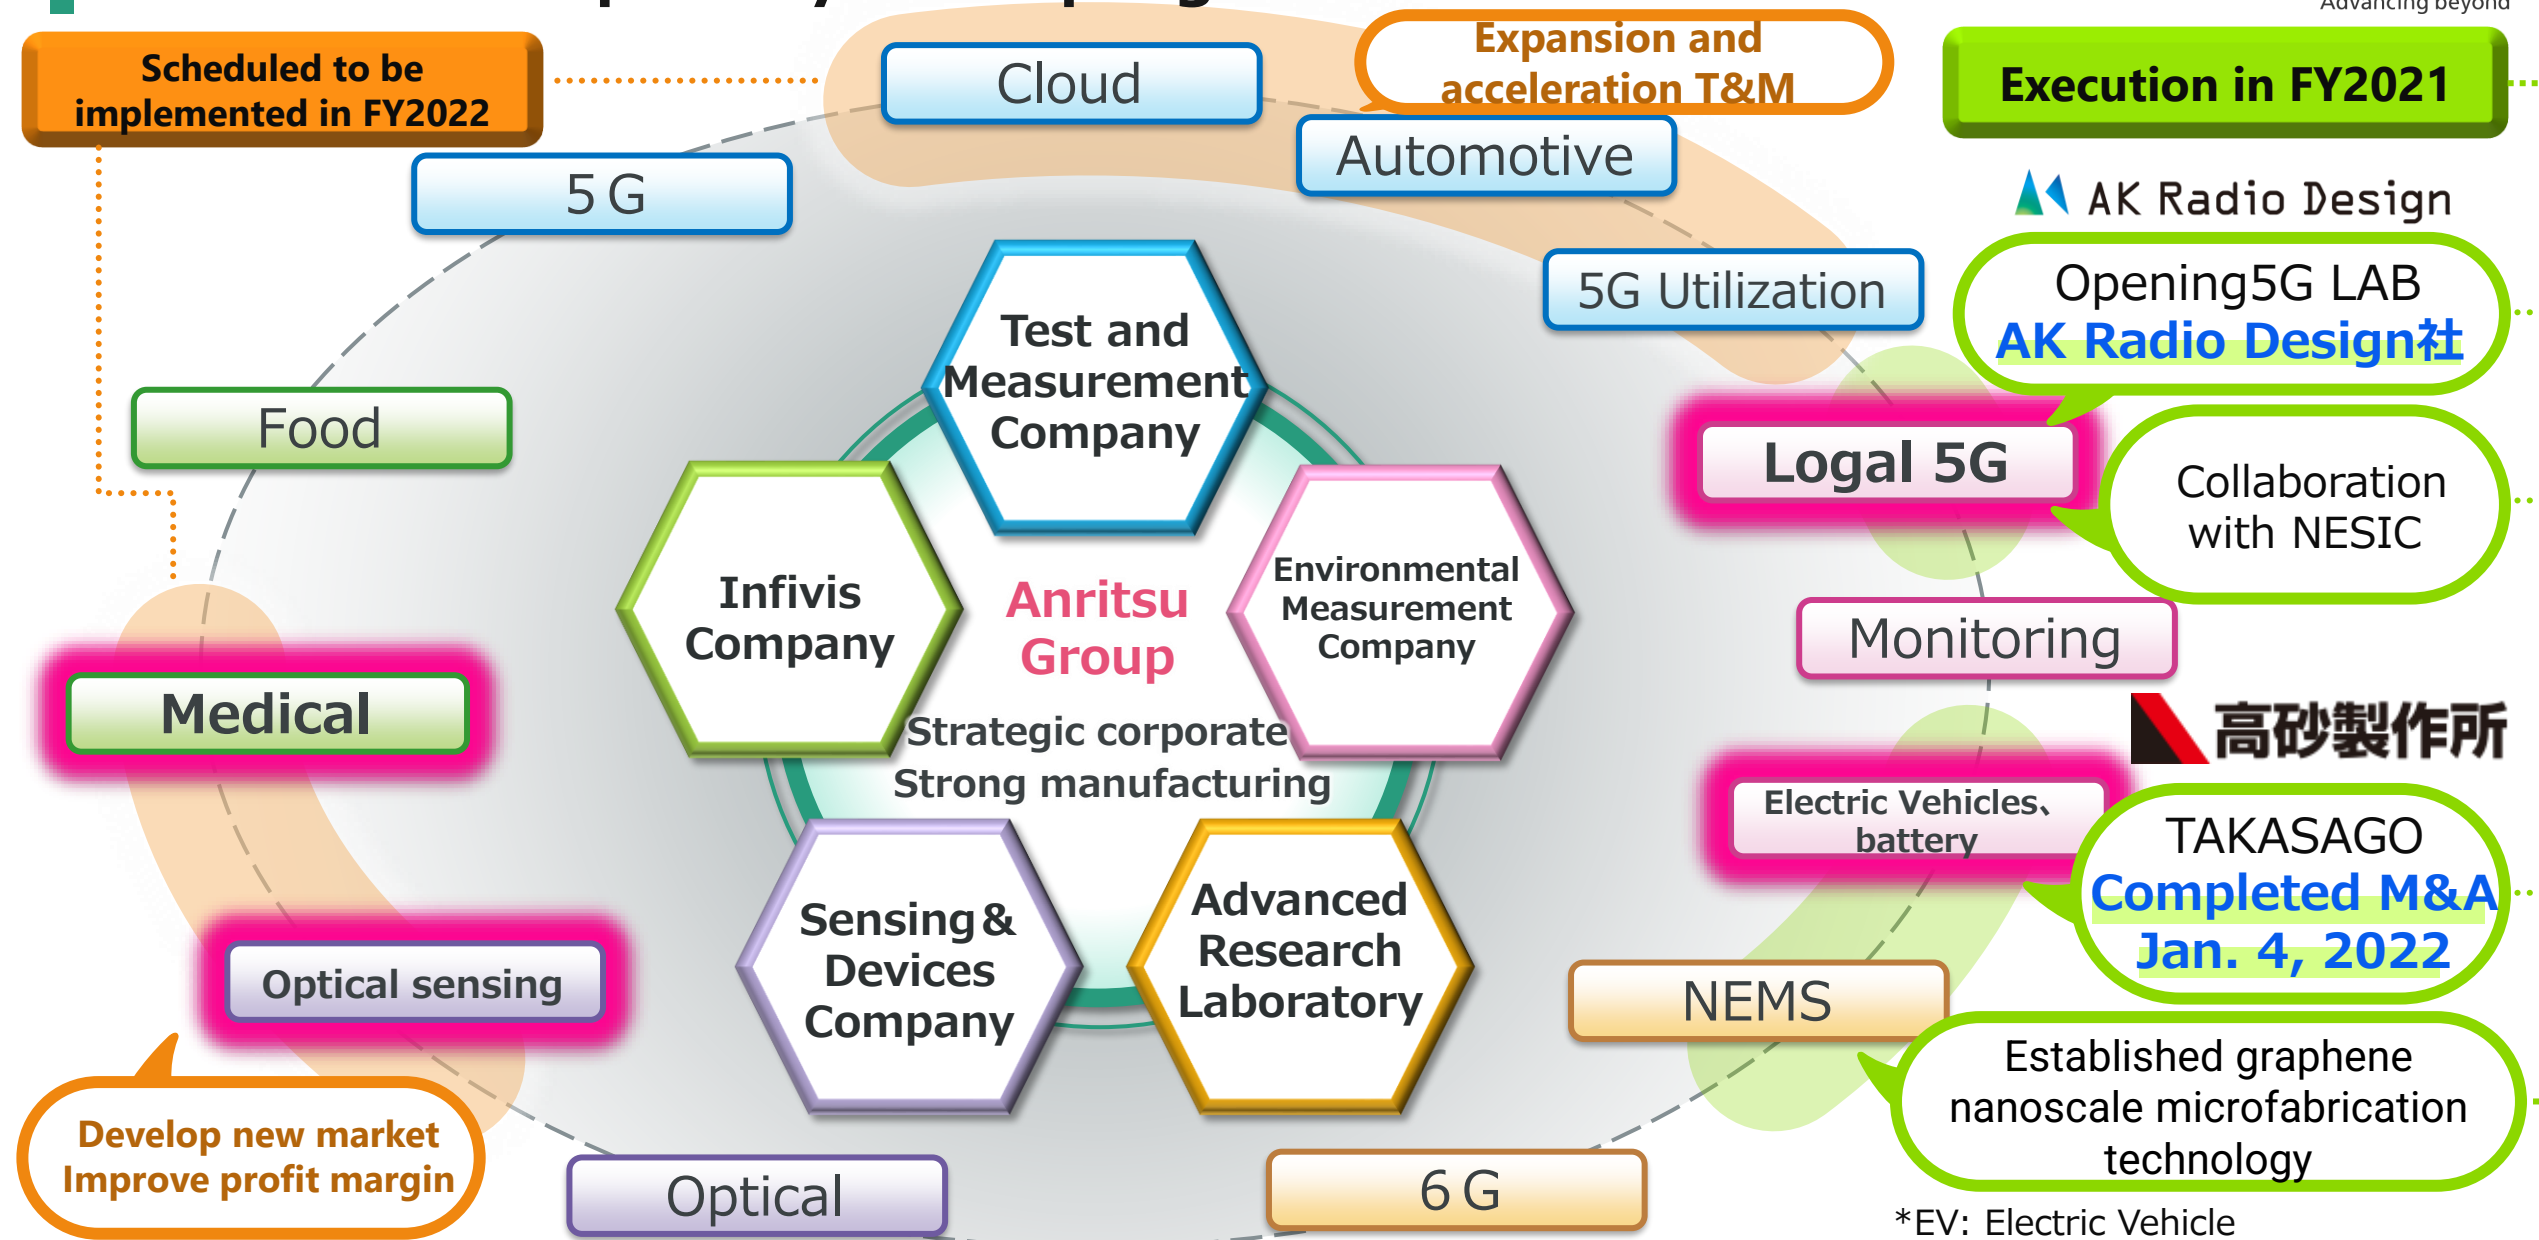 Advancing beyond
Scheduled to be
implemented in FY2022
Cloud
Expansion and
acceleration T&M
Execution in FY2021
5G
Automotive
AK Radio Design
5G Utilization
Opening5G LAB
AK Radio Design社
Test and
Measurement
Company
Food
Logal 5G
Collaboration
with NESIC
Infivis
Company
Anritsu
Group
Environmental
Measurement
Company
Monitoring
Medical
Strategic corporate
Strong manufacturing
高砂製作所
Electric Vehicles、
battery
TAKASAGO
Completed M&A
Jan. 4, 2022
Sensing&
Devices
Company
Advanced
Research
Laboratory
Optical sensing
NEMS
Established graphene
nanoscale microfabrication
technology
Develop new market
Improve profit margin
Optical
6G
*EV: Electric Vehicle